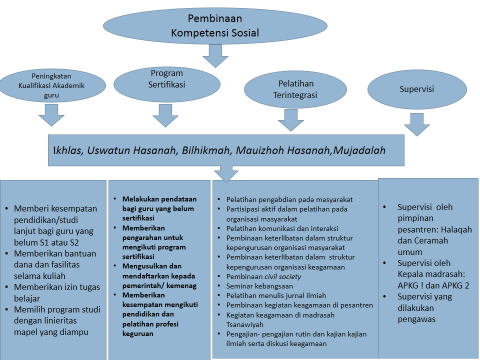 Pembinaan
Kompetensi Sosial
Peningkatan
Kualifikasi Akademik
guru
Program
Sertifikasi
Pelatihan
Terintegrasi
Supervisi
Ikhlas, Uswatun Hasanah, Bilhikmah, Mauizhoh Hasanah,Mujadalah
• Memberi kesempatan
pendidikan/studi
lanjut bagi guru yang
belum S1 atau S2
• Memberikan bantuan
dana dan fasilitas
selama kuliah
• Memberikan izin tugas
belajar
• Memilih program studi
dengan linieritas
mapel yang diampu
• Melakukan pendataan
bagi guru yang belum
sertifikasi
• Memberikan
pengarahan untuk
mengikuti program
sertifikasi
• Mengusulkan dan
mendaftarkan kepada
pemerintah/ kemenag
• Memberikan
kesempatan mengikuti
pendidikan dan
pelatihan profesi
keguruan
• Pelatihan pengabdian pada masyarakat
• Partisipasi aktif dalam pelatihan pada
organisasi masyarakat
• Pelatihan komunikasi dan interaksi
• Pembinaan keterlibatan dalam struktur
kepengurusan organisasi masyarakat
• Pembinaan keterlibatan dalam struktur
kepengurusan organisasi keagamaan
• Pembinaan civil society
• Seminar kebangsaan
• Pelatihan menulis jurnal ilmiah
• Pembinaan kegiatan keagamaan di pesantren
• Kegiatan keagamaan di madrasah
Tsanawiyah
• Pengajian- pengajian rutin dan kajian kajian
ilmiah serta diskusi keagamaan
• Supervisi oleh
pimpinan
pesantren: Halaqah
dan Ceramah
umum
• Supervisi oleh
Kepala madrasah:
APKG 1 dan APKG 2
• Supervisi yang
dilakukan
pengawas